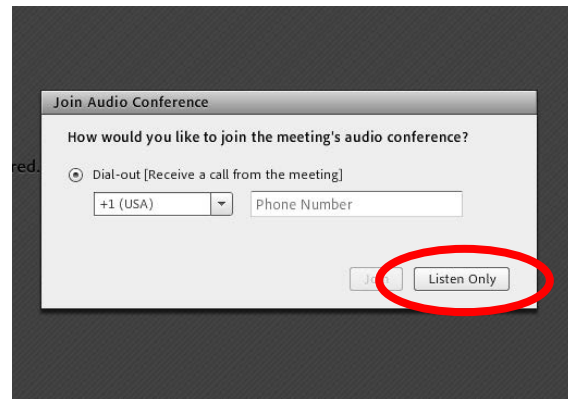 Join Audio Conference
How would you like to join the meeting's audio conference?
red.
Dial-out [Receive a call from the meeting]
+1 (USA)
Phone Number
Join
Listen Only